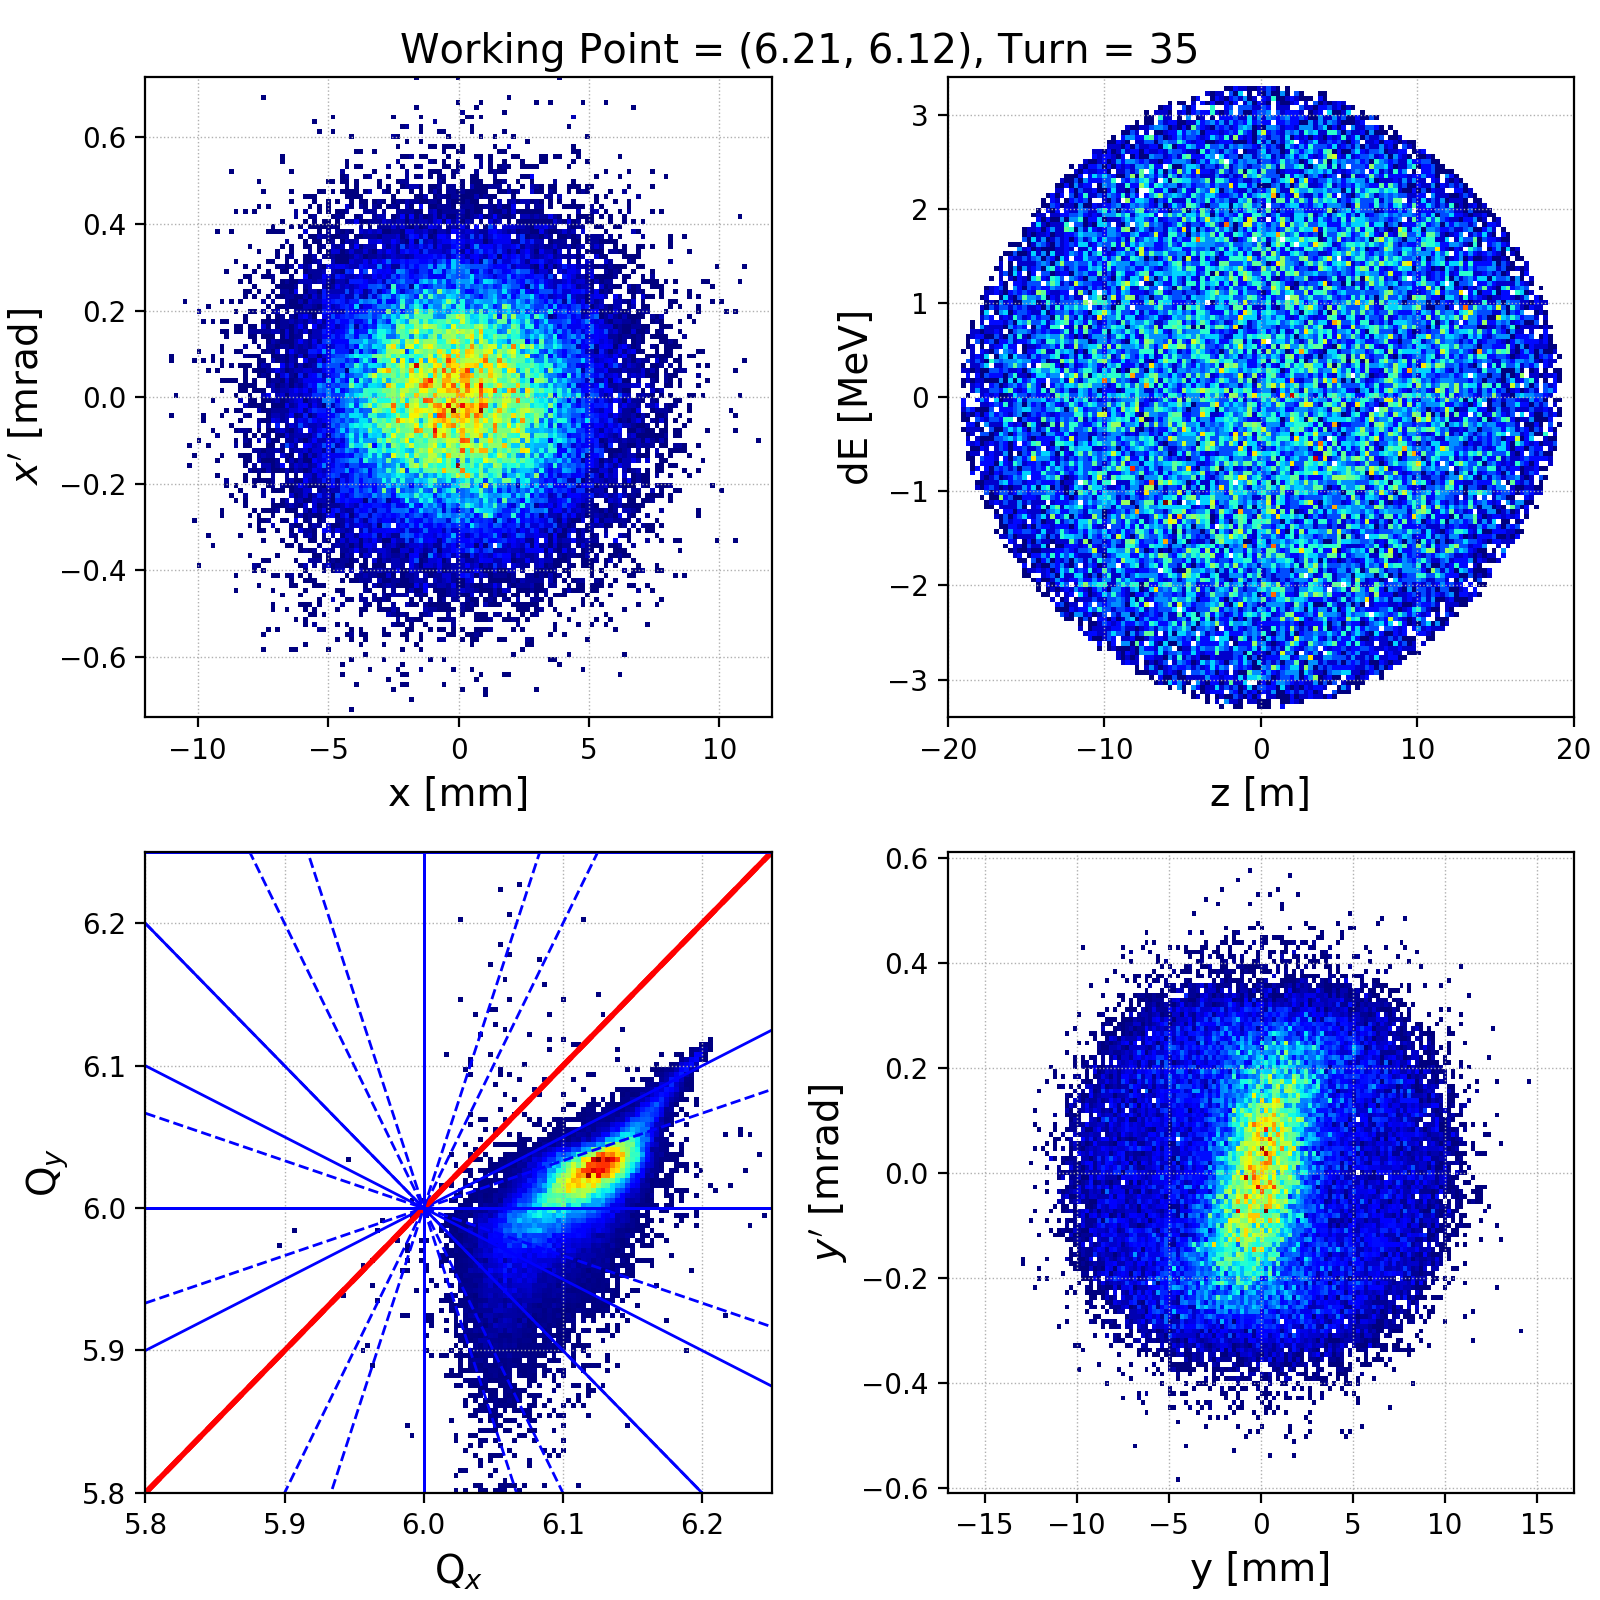 Working Point = (6.21, 6.12), Turn = 35
0.6
0.4
0.2
0.0
−0.2
−0.4
−0.6
x′ [mrad]
−10 −5 0 5 10
x [mm]
3
2
1
0
−1
−2
−3
dE [MeV]
−20 −10 0 10 20
z [m]
6.2
6.1
6.0
5.9
5.8
Qy
5.8 5.9 6.0 6.1 6.2
Qx
0.6
0.4
0.2
0.0
−0.2
−0.4
−0.6
y′ [mrad]
−15 −10 −5 0 5 10 15
y [mm]